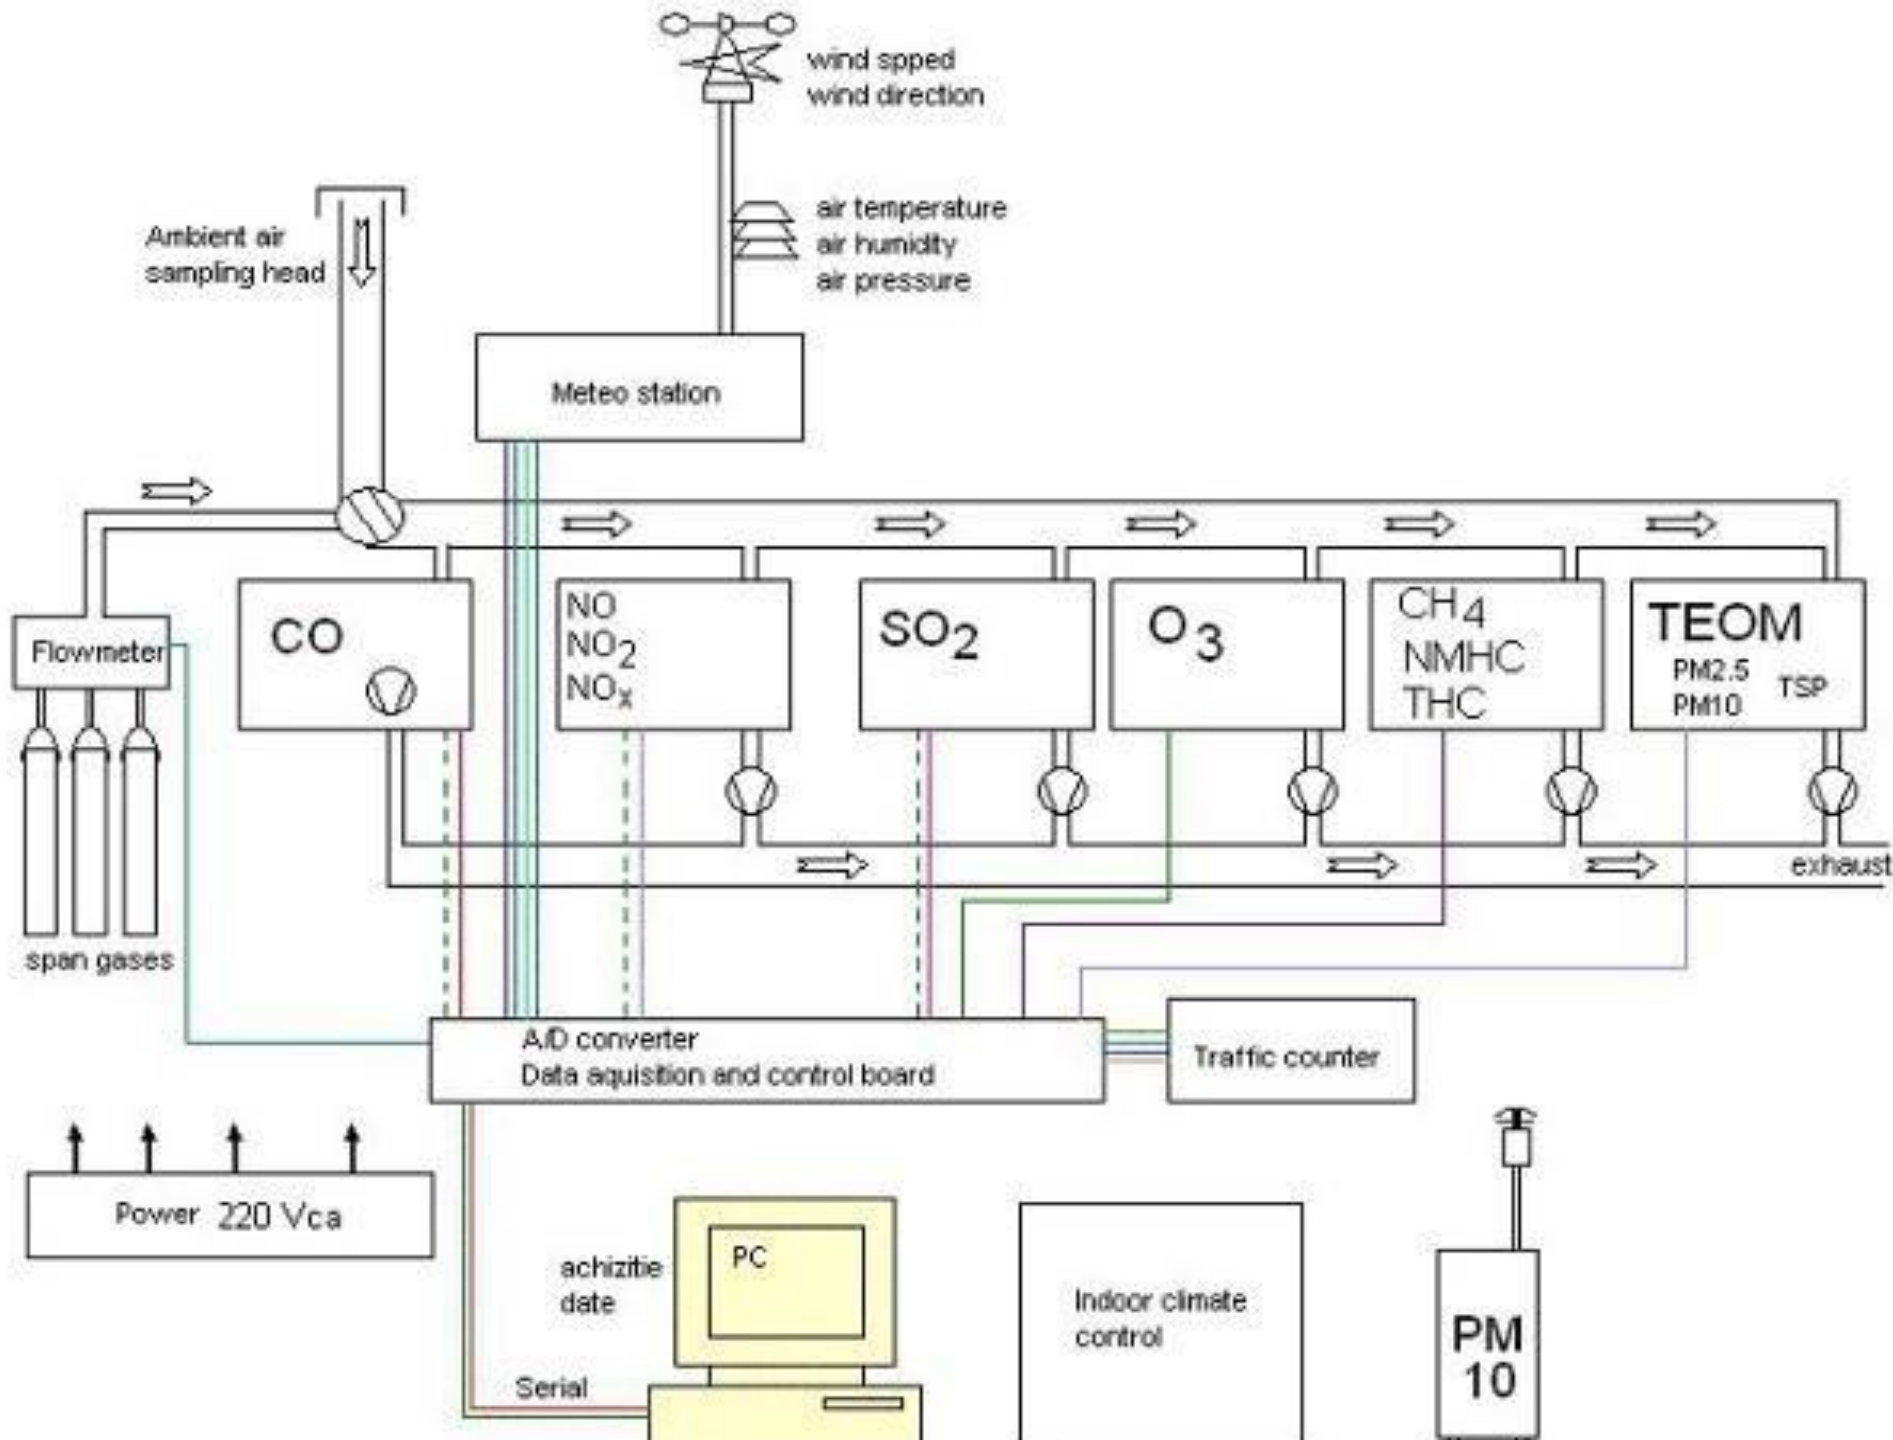 wind spped
wind direction
air temperature
air humidity
air pressure
Ambient air
sampling head
Meteo station
Flowmeter
CO
NO
NO2
NOx
SO2
O3
CH4
NMHC
THC
TEOM
PM2.5
TSP
PM10
exhaust
span gases
A/D converter
Data aquisition and control board
Traffic counter
Power 220 Vca
achizitie
date
PC
Serial
Indoor climate
control
PM
10